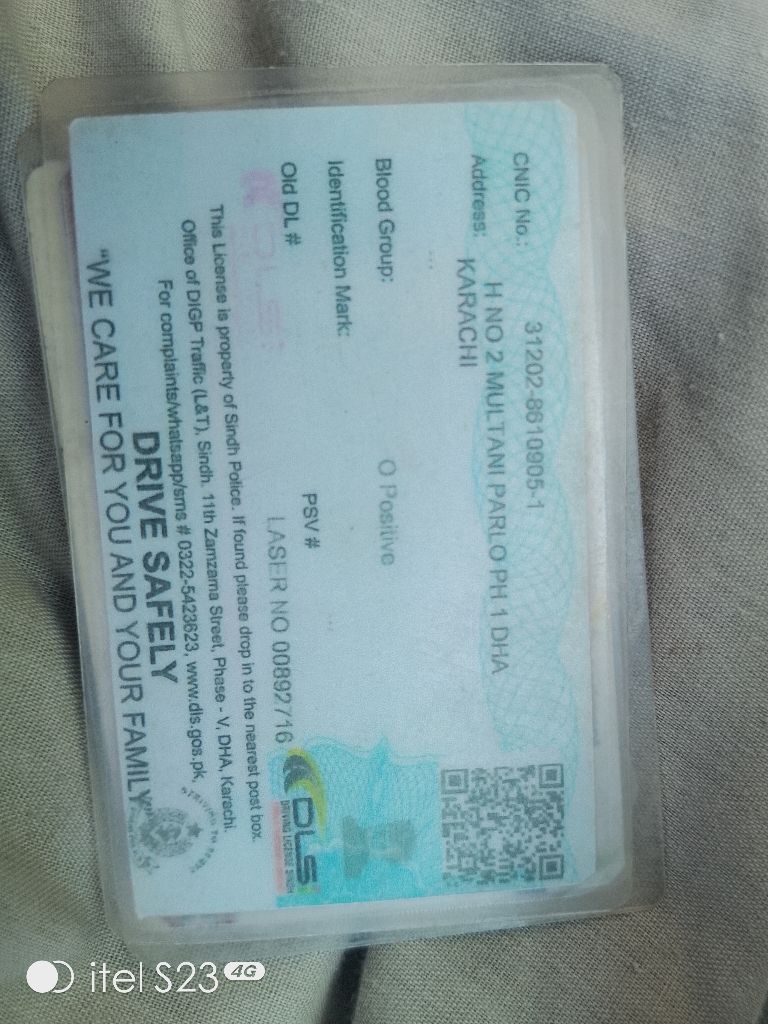 CNIC No.: 31202-8610905-1
Address: H NO 2 MULTANI PARLO PH 1 DHA
KARACHI
...
Blood Group: O Positive
Identification Mark:
Old DL # PSV #
LASER NO 00892716
DLS
DRIVING LICENSE SINDH
This License is property of Sindh Police. If found please drop in to the nearest post box.
Office of DIGP Traffic (L&T), Sindh. 11th Zamzama Street, Phase - V, DHA, Karachi.
For complaints/whatsapp/sms # 0322-5423623, www.dls.gos.pk,
DRIVE SAFELY
"WE CARE FOR YOU AND YOUR FAMILY
itel S23 4G